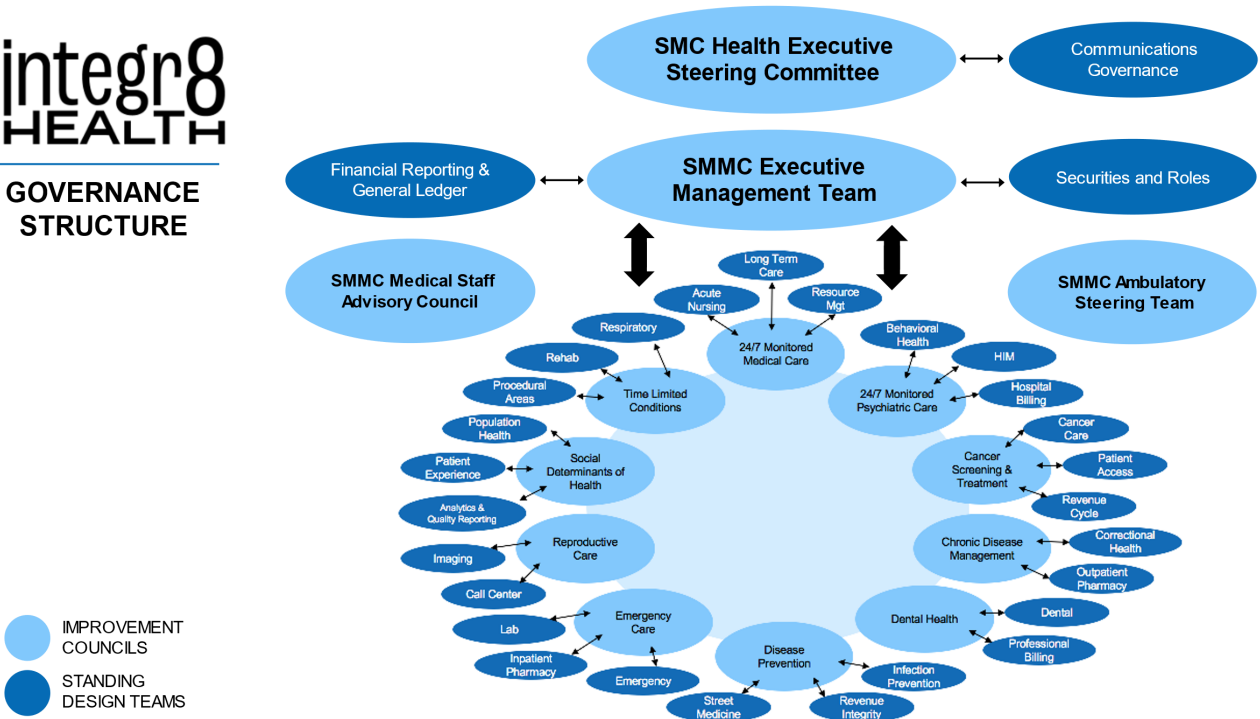 integr8
HEALTH
GOVERNANCE
STRUCTURE
SMC Health Executive
Steering Committee
Communications
Governance
Financial Reporting &
General Ledger
SMMC Executive
Management Team
Securities and Roles
SMMC Medical Staff
Advisory Council
SMMC Ambulatory
Steering Team
Long Term
Care
Acute
Nursing
Resource
Mgt
24/7 Monitored
Medical Care
Respiratory
Rehab
Procedural
Areas
Time Limited
Conditions
Behavioral
Health
HIM
Hospital
Billing
24/7 Monitored
Psychiatric Care
Population
Health
Patient
Experience
Analytics &
Quality Reporting
Social
Determinants of
Health
Cancer
Care
Patient
Access
Revenue
Cycle
Cancer
Screening &
Treatment
Imaging
Call Center
Reproductive
Care
Chronic Disease
Management
Correctional
Health
Outpatient
Pharmacy
Lab
Inpatient
Pharmacy
Emergency
Emergency
Care
Dental Health
Dental
Professional
Billing
Disease
Prevention
Street
Medicine
Revenue
Integrity
Infection
Prevention
IMPROVEMENT
COUNCILS
STANDING
DESIGN TEAMS